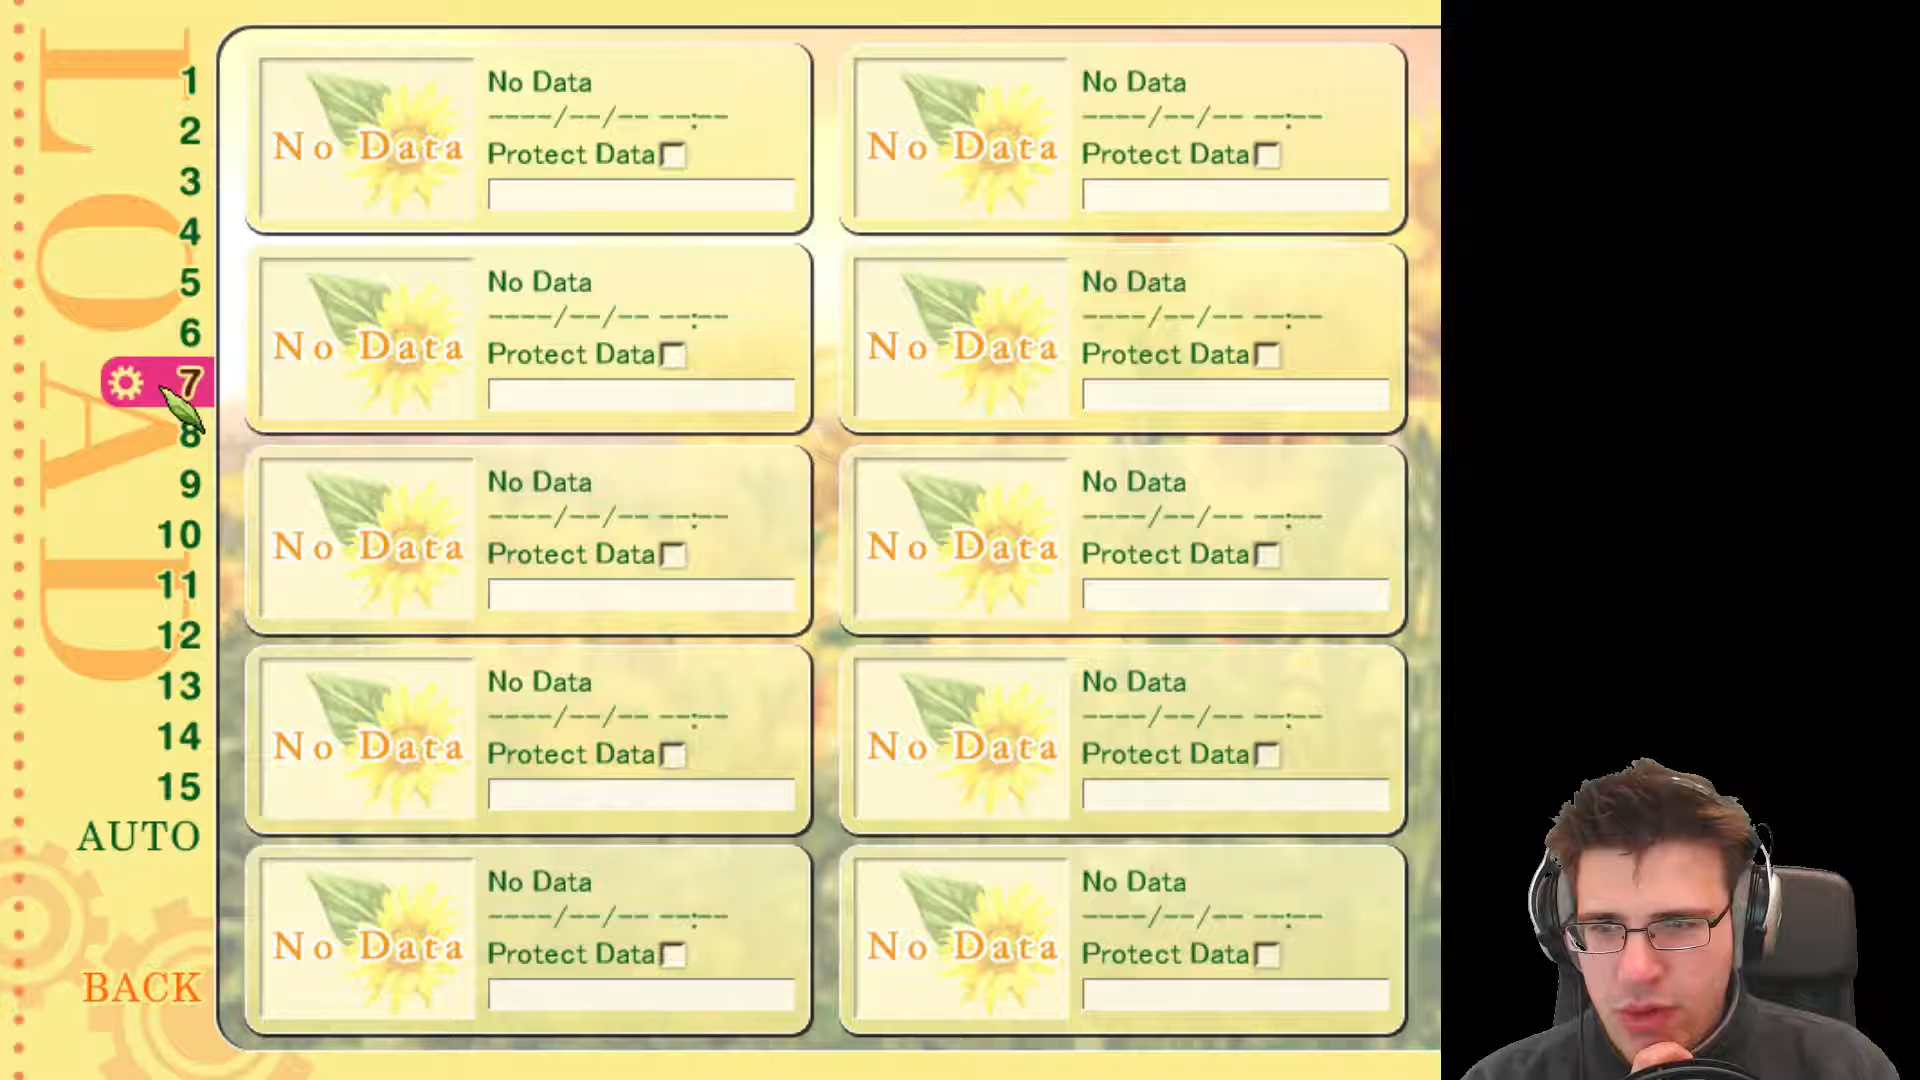 LOAD
1
2
3
4
5
6
7
8
9
10
11
12
13
14
15
AUTO
BACK
No Data
No Data
----/--/-- --:--
Protect Data
No Data
No Data
----/--/-- --:--
Protect Data
No Data
No Data
----/--/-- --:--
Protect Data
No Data
No Data
----/--/-- --:--
Protect Data
No Data
No Data
----/--/-- --:--
Protect Data
No Data
No Data
----/--/-- --:--
Protect Data
No Data
No Data
----/--/-- --:--
Protect Data
No Data
No Data
----/--/-- --:--
Protect Data
No Data
No Data
----/--/-- --:--
Protect Data
No Data
No Data
----/--/-- --:--
Protect Data